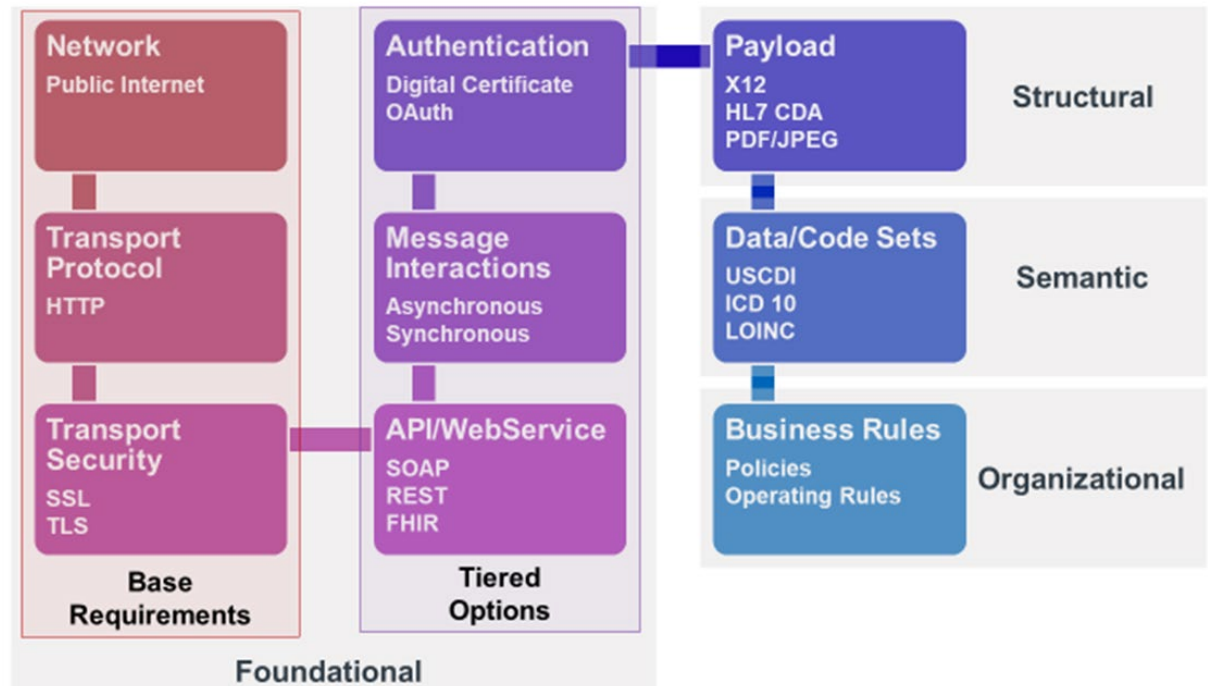 Network
Public Internet
Transport
Protocol
HTTP
Transport
Security
SSL
TLS
Base
Requirements
Authentication
Digital Certificate
OAuth
Message
Interactions
Asynchronous
Synchronous
API/WebService
SOAP
REST
FHIR
Tiered
Options
Foundational
Payload
X12
HL7 CDA
PDF/JPEG
Structural
Data/Code Sets
USCDI
ICD 10
LOINC
Semantic
Business Rules
Policies
Operating Rules
Organizational